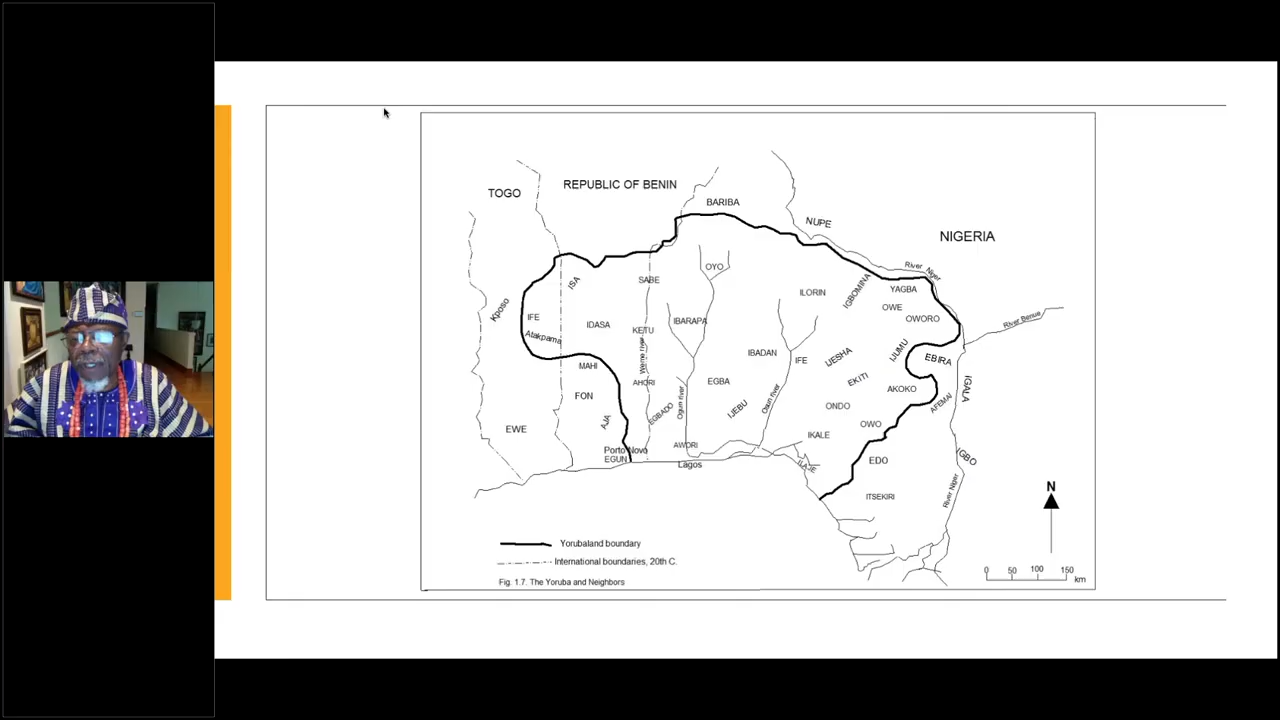 TOGO
REPUBLIC OF BENIN
BARIBA
NUPE
NIGERIA
River Niger
OYO
ISA
SABE
ILORIN
IGBOMINA
YAGBA
OWE
OWORO
River Benue
Kposo
IFE
Atakpama
IDASA
KETU
IBARAPA
IBADAN
IFE
IJESHA
IJUMU
EBIRA
MAHI
Weme river
AHORI
EGBA
EKITI
AKOKO
IGALA
FON
AJA
EGBADO
Ogun river
IJEBU
Osun river
ONDO
OWO
AFEMAI
EWE
Porto Novo
EGUN
AWORI
Lagos
IKALE
ILAJE
EDO
IGBO
ITSEKIRI
River Niger
N
Yorubaland boundary
International boundaries, 20th C.
Fig. 1.7. The Yoruba and Neighbors
0 50 100 150
km